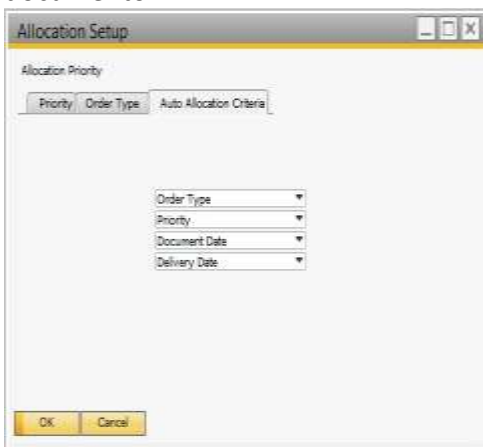 Allocation Setup
Allocation Priority
Priority Order Type Auto Allocation Criteria
Order Type
Priority
Document Date
Delivery Date
OK Cancel